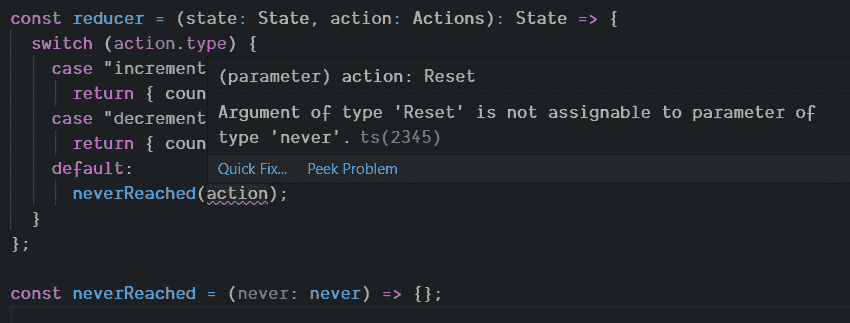 const reducer = (state: State, action: Actions): State => {
switch (action.type) {
case "increment
(parameter) action: Reset
return { coun
Argument of type 'Reset' is not assignable to parameter of
case "decrement
type 'never'. ts(2345)
return { coun
Quick Fix... Peek Problem
default:
neverReached(action);
}
};
const neverReached = (never: never) => {};